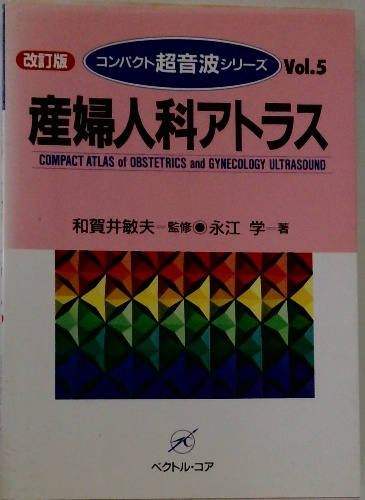 改訂版
コンパクト超音波シリーズ Vol.5
産婦人科アトラス
COMPACT ATLAS of OBSTETRICS and GYNECOLOGY ULTRASOUND
和賀井敏夫=監修◉永江 学=著
ベクトル・コア